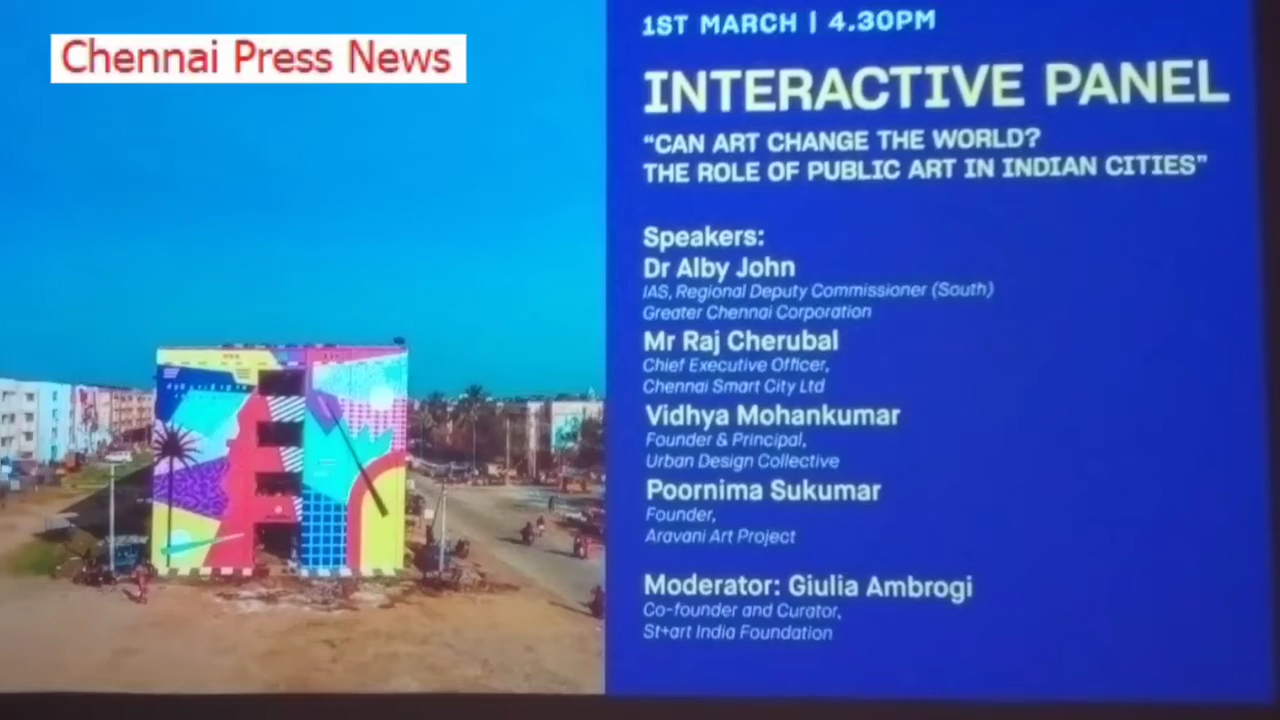 Chennai Press News
1ST MARCH | 4.30PM
INTERACTIVE PANEL
“CAN ART CHANGE THE WORLD?
THE ROLE OF PUBLIC ART IN INDIAN CITIES”
Speakers:
Dr Alby John
IAS, Regional Deputy Commissioner (South)
Greater Chennai Corporation
Mr Raj Cherubal
Chief Executive Officer,
Chennai Smart City Ltd
Vidhya Mohankumar
Founder & Principal,
Urban Design Collective
Poornima Sukumar
Founder,
Aravani Art Project
Moderator: Giulia Ambrogi
Co-founder and Curator,
St+art India Foundation